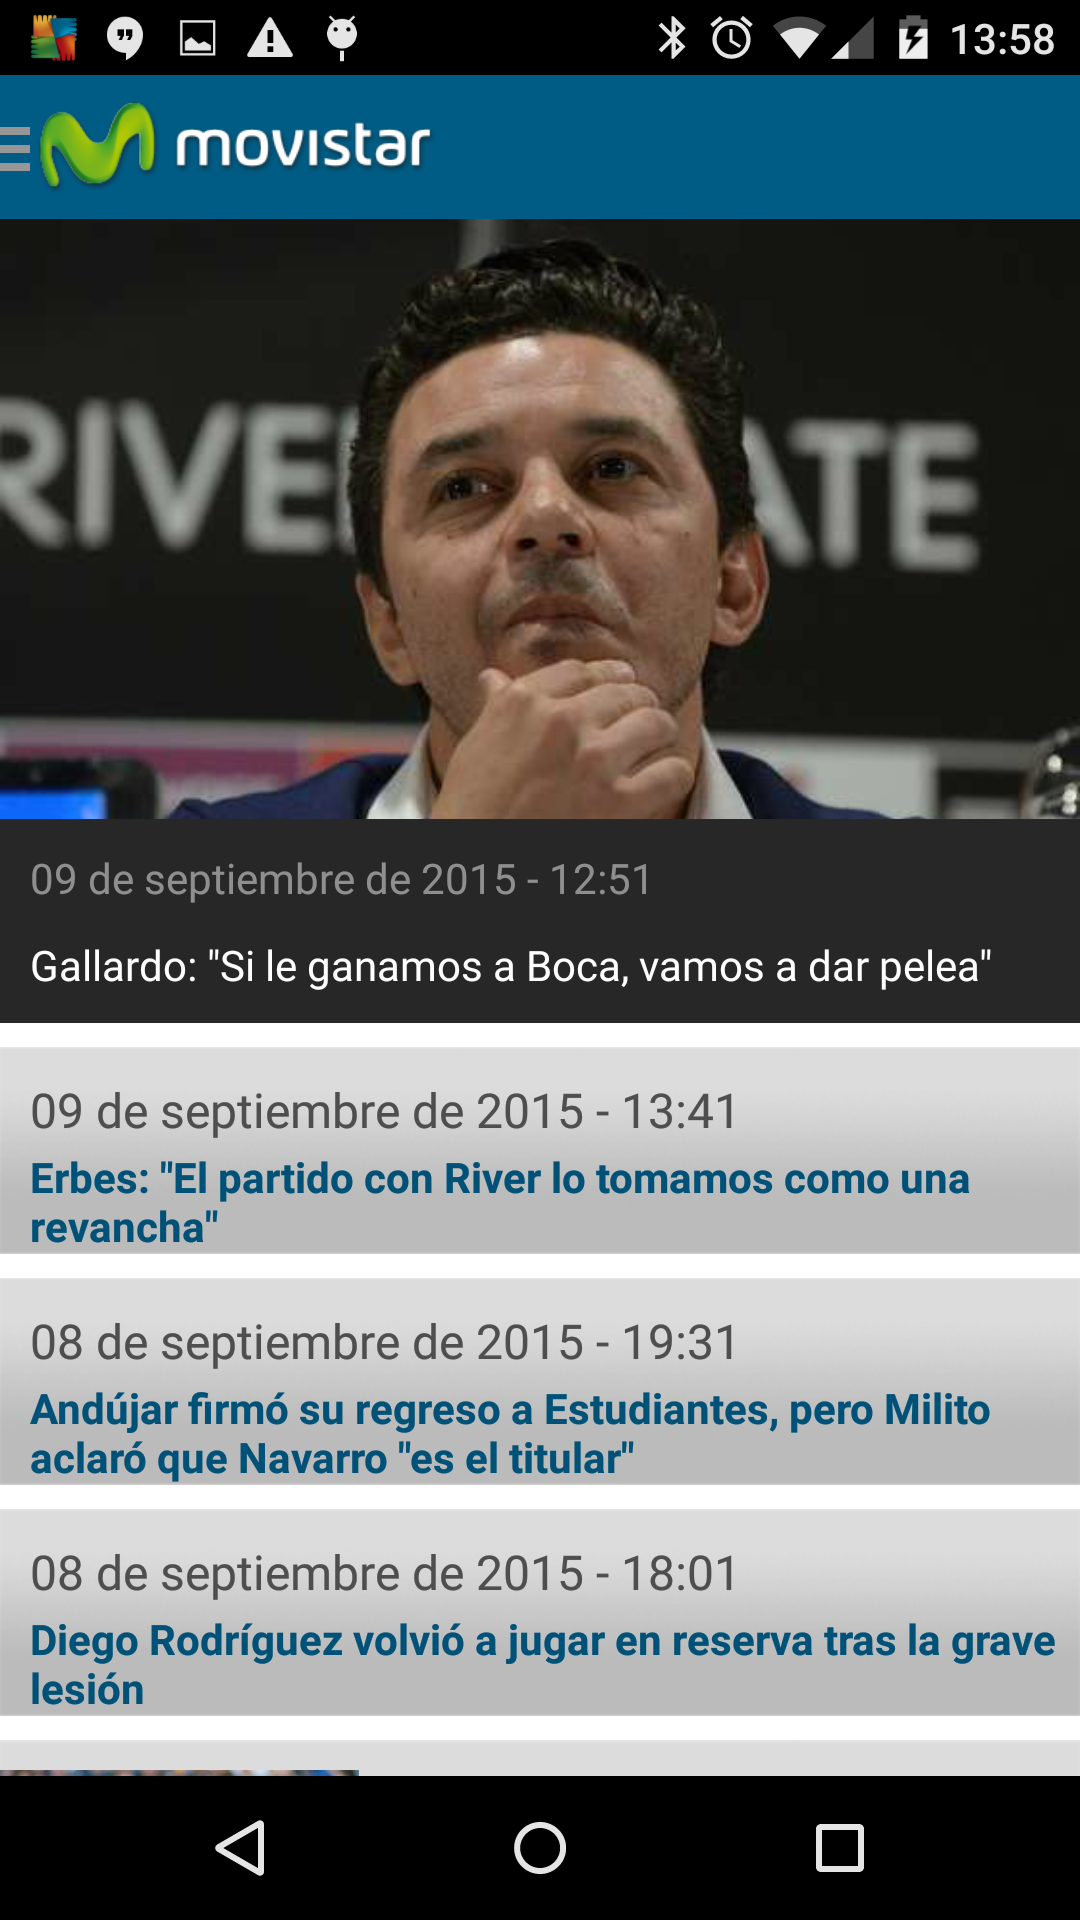 13:58
movistar
RIVER ATE
09 de septiembre de 2015 - 12:51
Gallardo: "Si le ganamos a Boca, vamos a dar pelea"
09 de septiembre de 2015 - 13:41
Erbes: "El partido con River lo tomamos como una
revancha"
08 de septiembre de 2015 - 19:31
Andújar firmó su regreso a Estudiantes, pero Milito
aclaró que Navarro "es el titular"
08 de septiembre de 2015 - 18:01
Diego Rodríguez volvió a jugar en reserva tras la grave
lesión